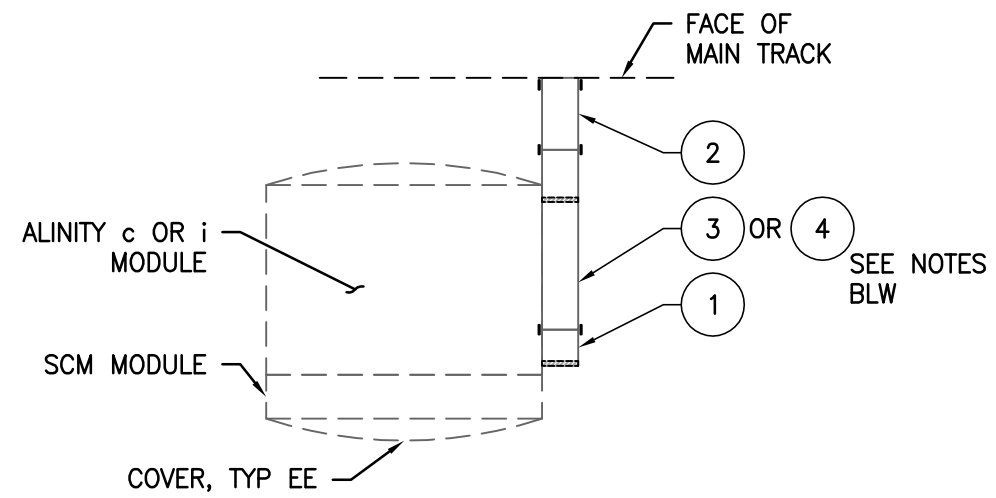 FACE OF
MAIN TRACK
2
ALINITY c OR i
MODULE
3 OR 4
SEE NOTES
BLW
1
SCM MODULE
COVER, TYP EE